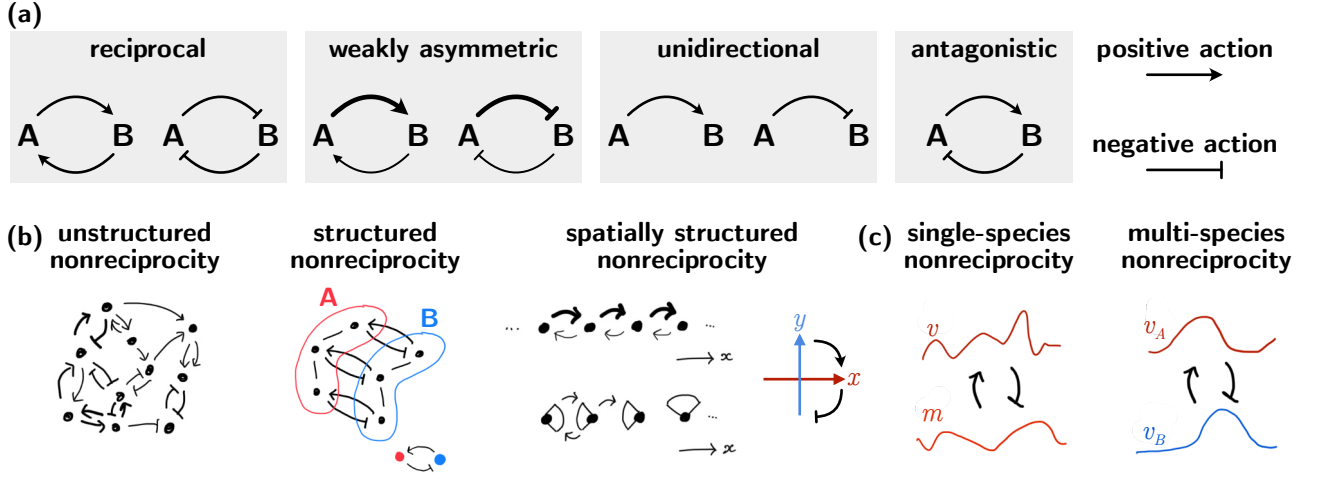 (a)
reciprocal
weakly asymmetric
unidirectional
antagonistic
positive action
A B A B
A B A B
A B A B
A B
negative action
(b)
unstructured
nonreciprocity
structured
nonreciprocity
spatially structured
nonreciprocity
(c)
single-species
nonreciprocity
multi-species
nonreciprocity
A
B
... ...
x
... 
x
y
x
v
m
v_A
v_B